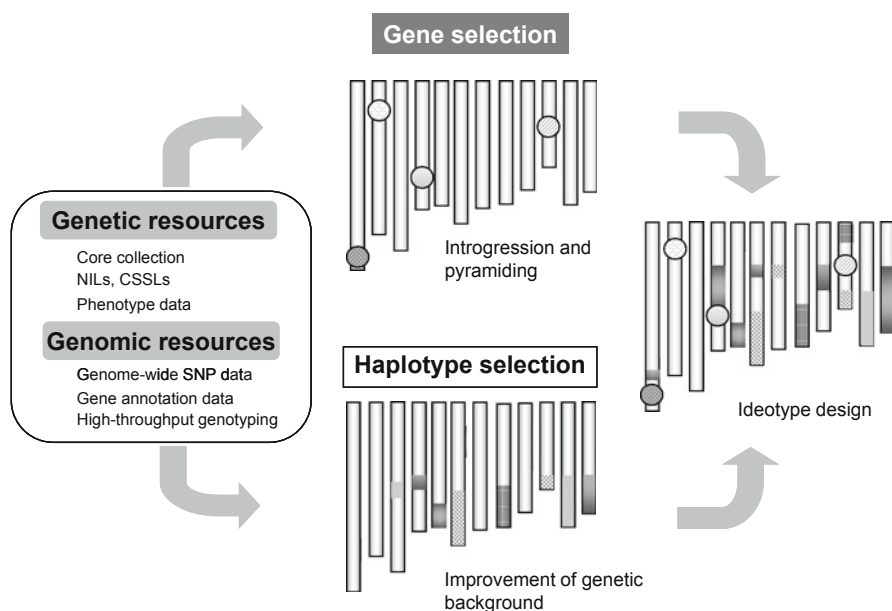 Gene selection
Genetic resources
Core collection
NILs, CSSLs
Phenotype data
Genomic resources
Genome-wide SNP data
Gene annotation data
High-throughput genotyping
Introgression and
pyramiding
Haplotype selection
Improvement of genetic
background
Ideotype design